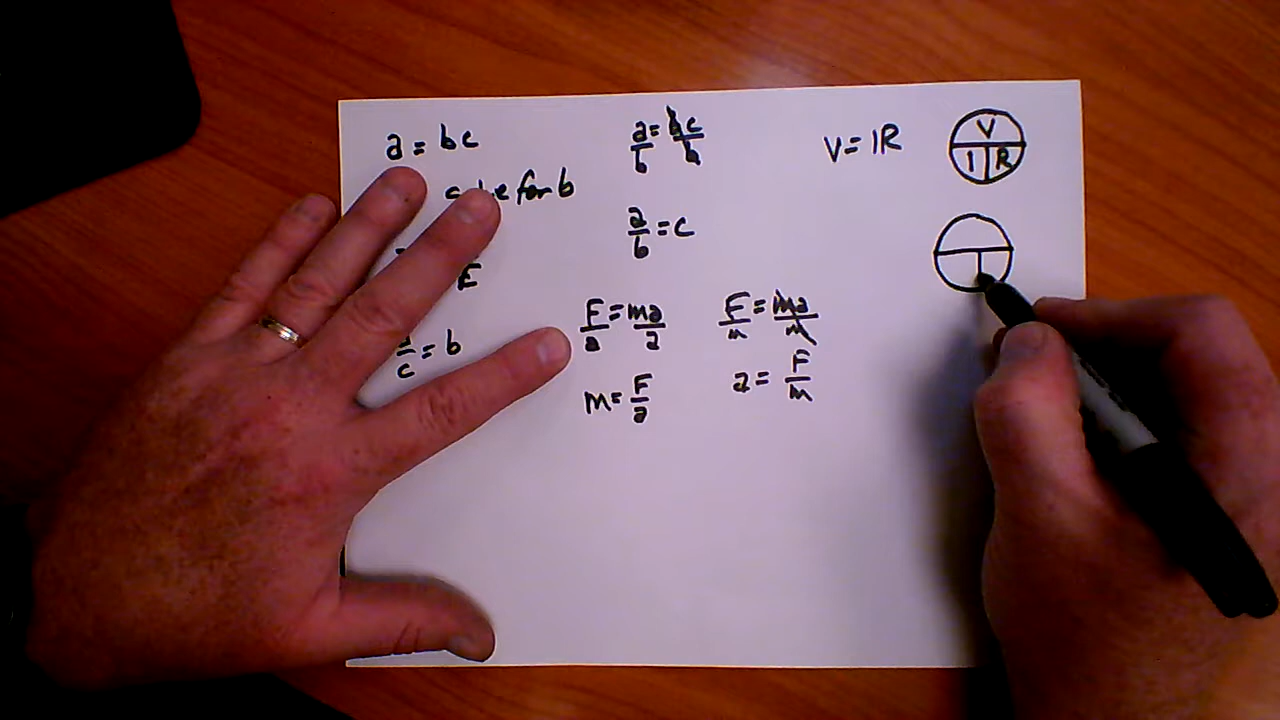 a = bc
for b
E
a/c = b
a/b = bc/b
a/b = c
F/a = ma/a
m = F/a
F/m = ma/m
a = F/m
V = IR
V
I R